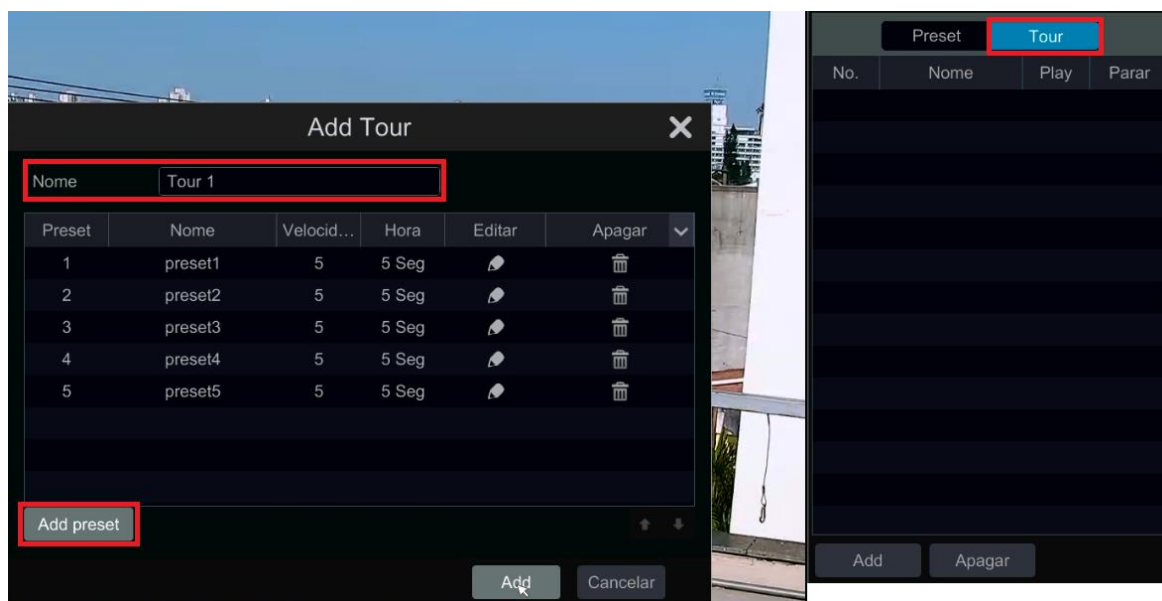 Add Tour
Nome Tour 1
Preset Nome Velocid... Hora Editar Apagar
1 preset1 5 5 Seg
2 preset2 5 5 Seg
3 preset3 5 5 Seg
4 preset4 5 5 Seg
5 preset5 5 5 Seg
Add preset
Add Cancelar
Preset Tour
No. Nome Play Parar
Add Apagar